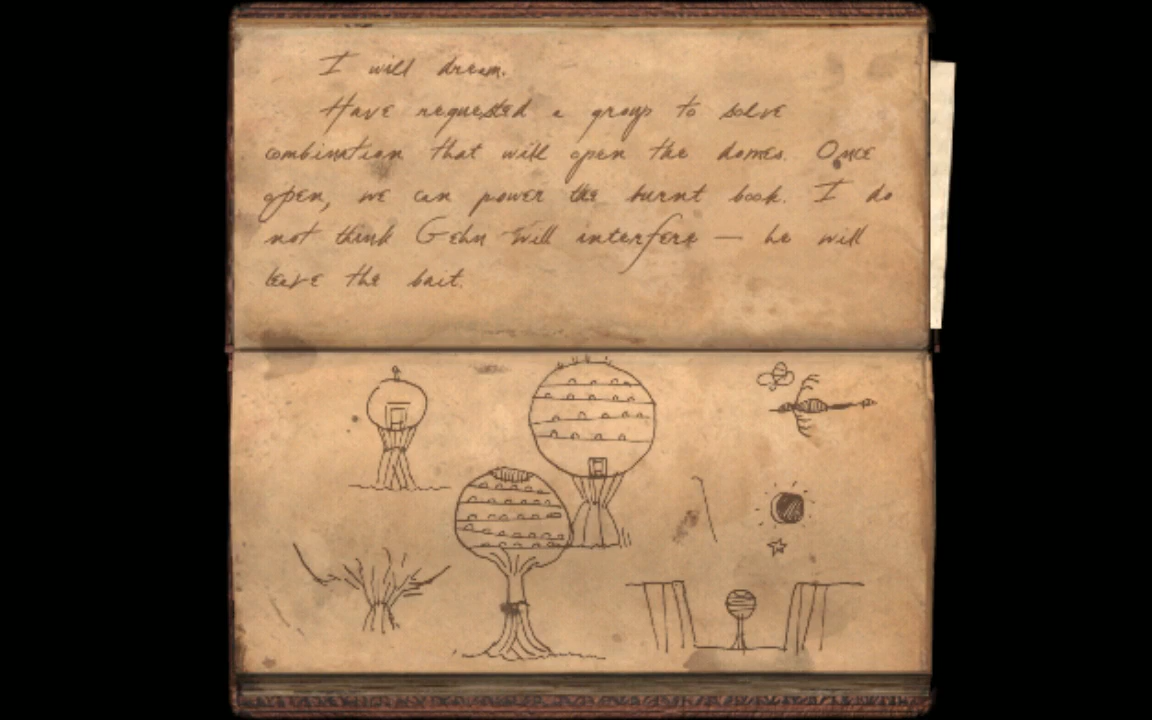 I will dream.
Have requested a group to solve
combination that will open the domes. Once
open, we can power the burnt book. I do
not think Gehn will interfere — he will
leave the bait.